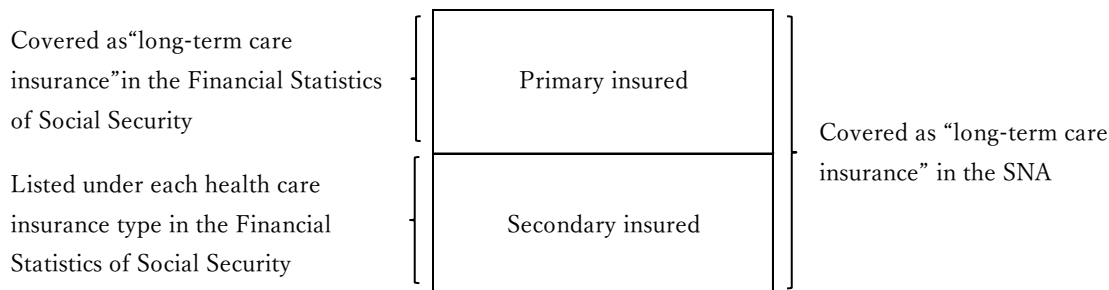 Covered as“long-term care
insurance”in the Financial Statistics
of Social Security
Primary insured
Listed under each health care
insurance type in the Financial
Statistics of Social Security
Secondary insured
Covered as “long-term care
insurance” in the SNA